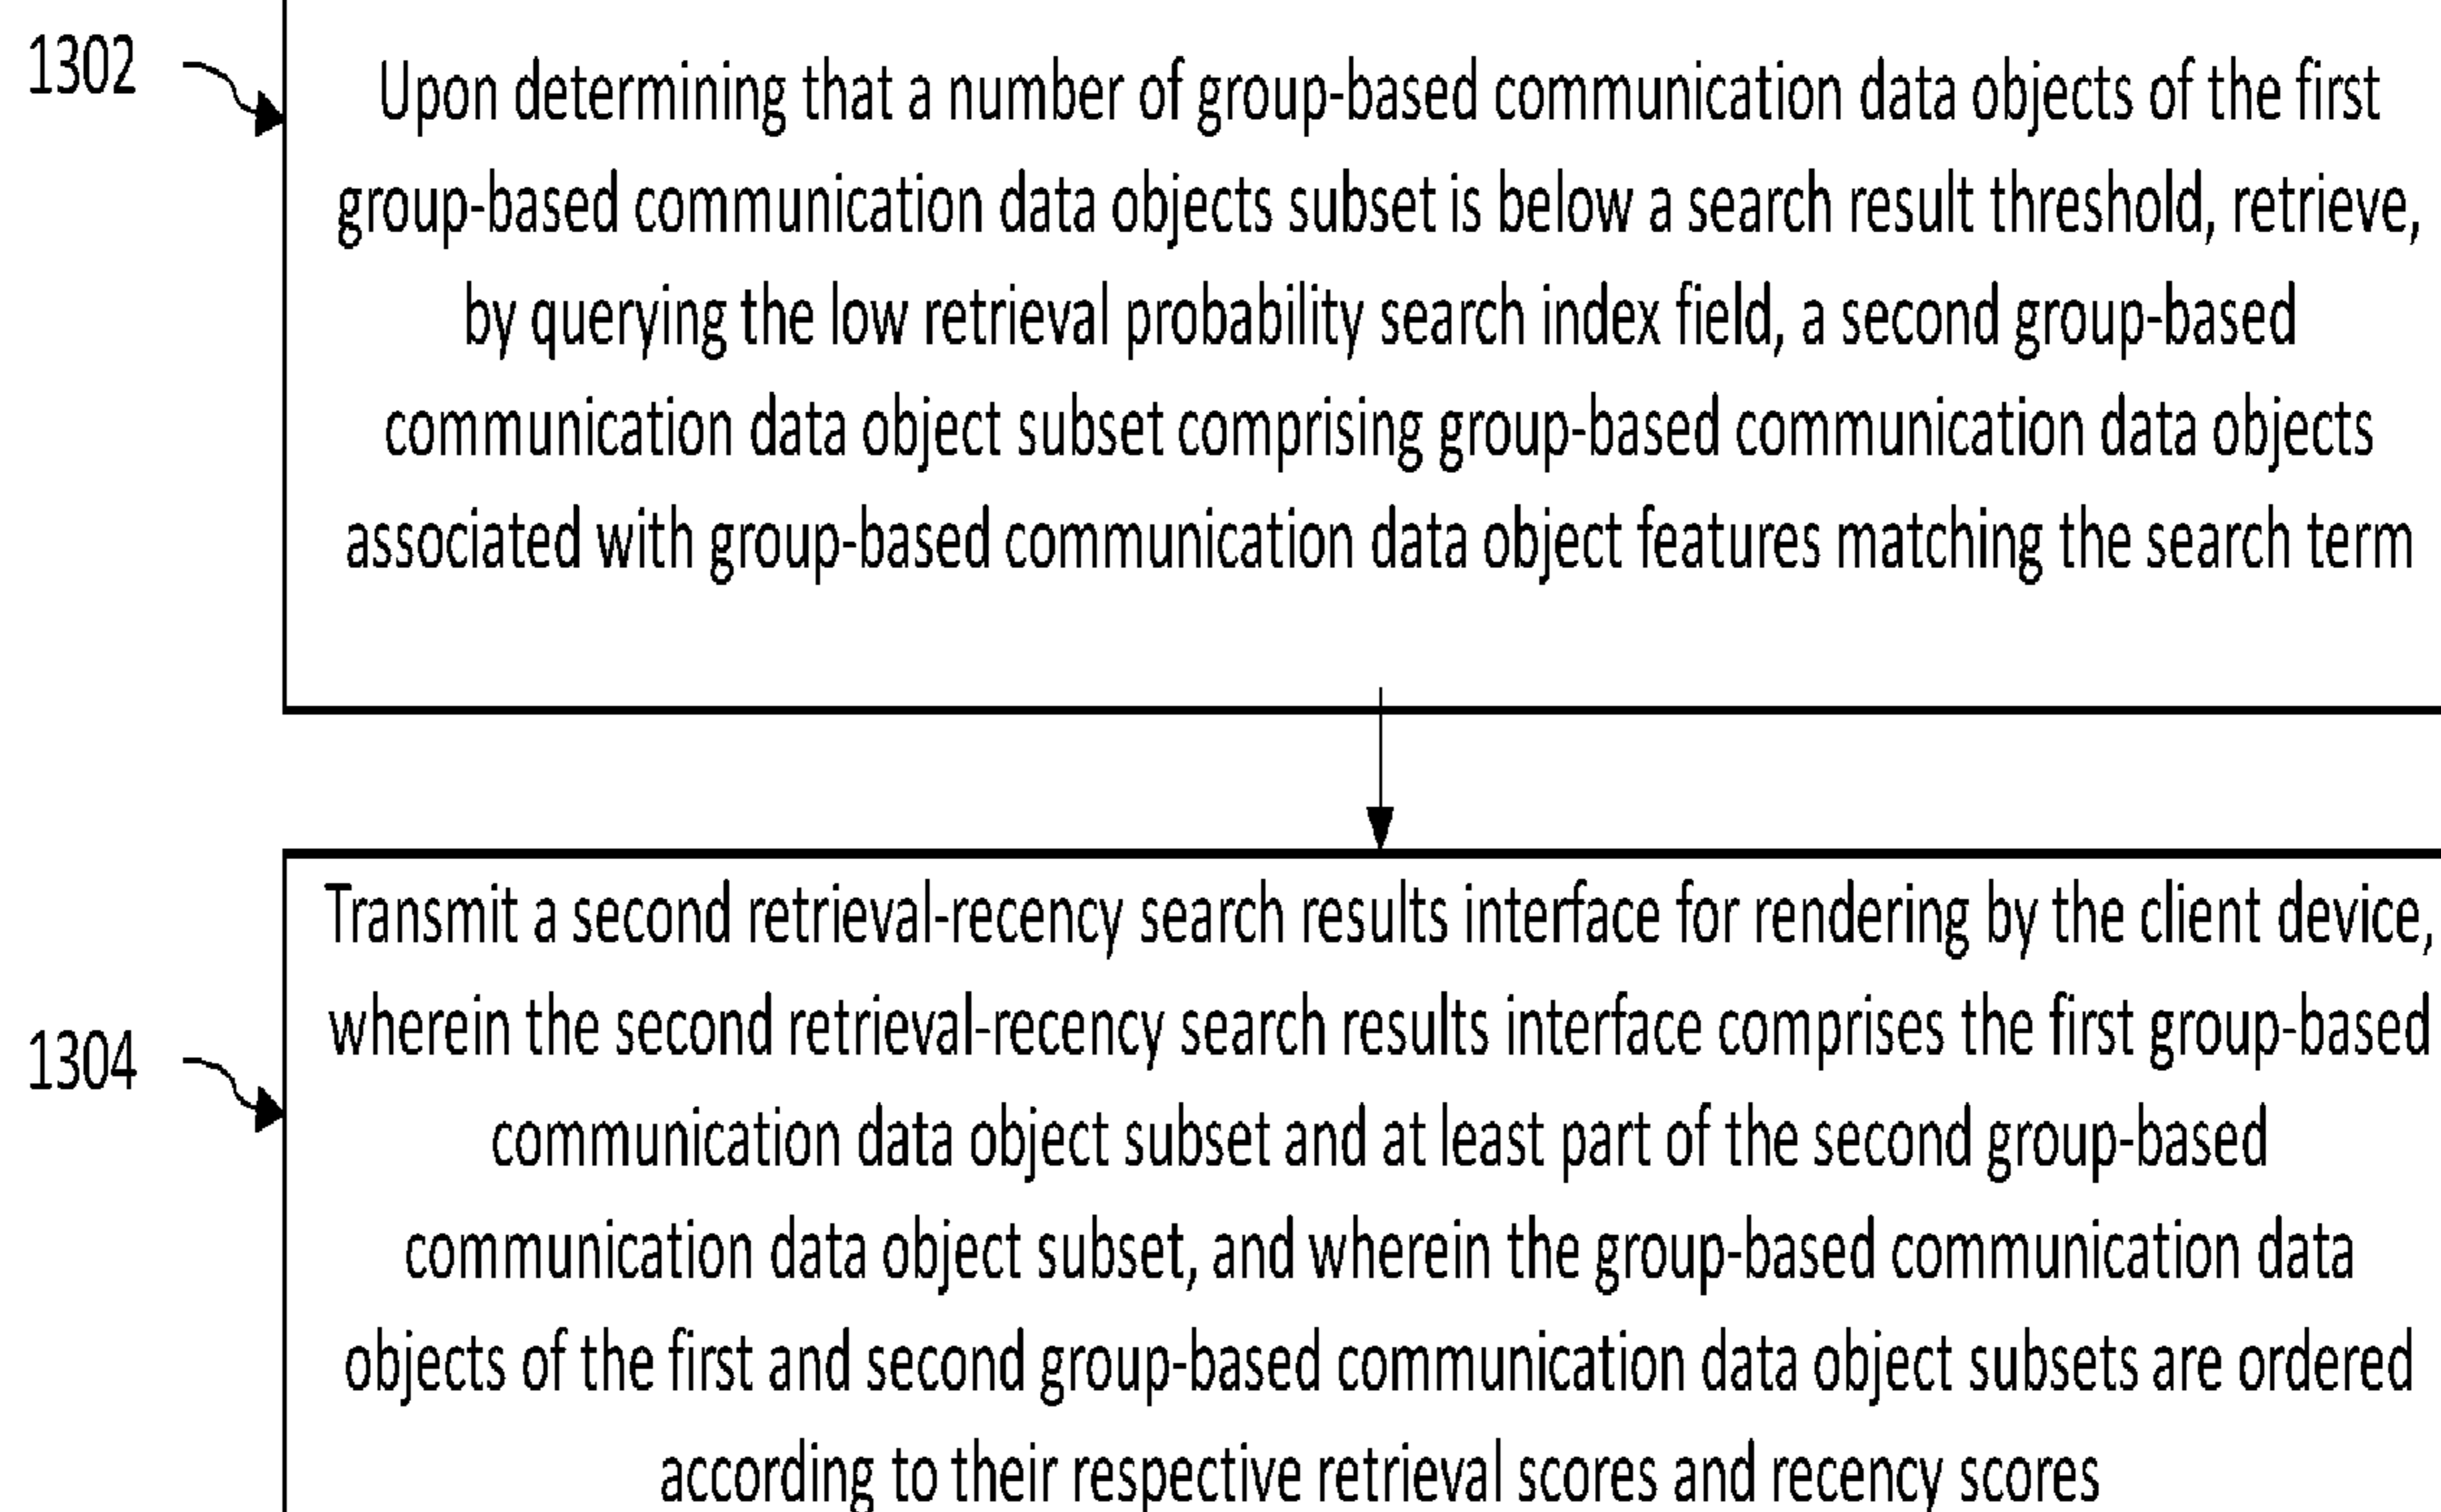 1302
Upon determining that a number of group-based communication data objects of the first
group-based communication data objects subset is below a search result threshold, retrieve,
by querying the low retrieval probability search index field, a second group-based
communication data object subset comprising group-based communication data objects
associated with group-based communication data object features matching the search term
1304
Transmit a second retrieval-recency search results interface for rendering by the client device,
wherein the second retrieval-recency search results interface comprises the first group-based
communication data object subset and at least part of the second group-based
communication data object subset, and wherein the group-based communication data
objects of the first and second group-based communication data object subsets are ordered
according to their respective retrieval scores and recency scores